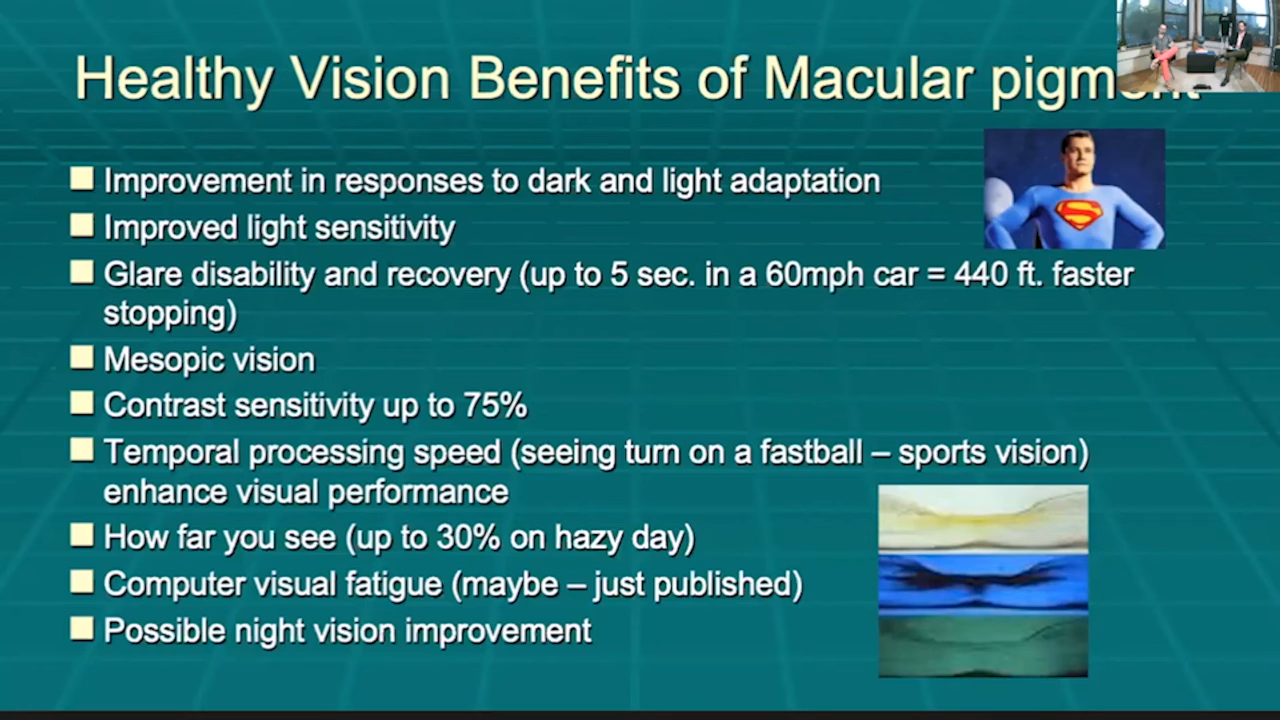 Healthy Vision Benefits of Macular
Improvement in responses to dark and light adaptation
Improved light sensitivity
Glare disability and recovery (up to 5 sec. in a 60mph car = 440 ft. faster
stopping)
Mesopic vision
Contrast sensitivity up to 75%
Temporal processing speed (seeing turn on a fastball – sports vision)
enhance visual performance
How far you see (up to 30% on hazy day)
Computer visual fatigue (maybe – just published)
Possible night vision improvement
S